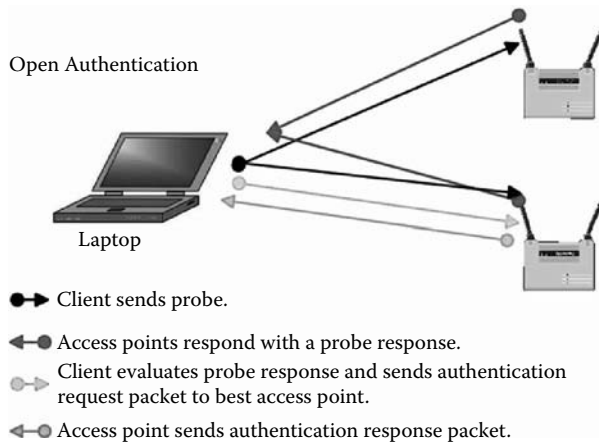 Open Authentication
Laptop
Client sends probe.
Access points respond with a probe response.
Client evaluates probe response and sends authentication
request packet to best access point.
Access point sends authentication response packet.